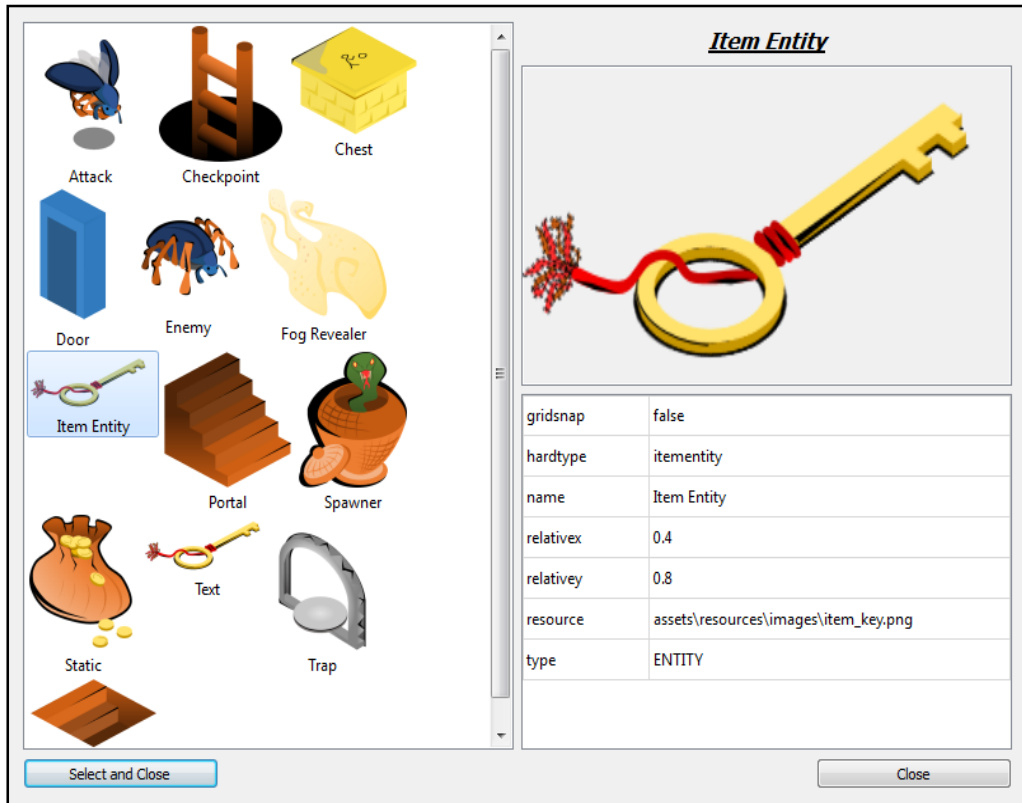 Item Entity
Attack
Checkpoint
Chest
Door
Enemy
Fog Revealer
Item Entity
Portal
Spawner
Static
Text
Trap
gridsnap false
hardtype itementity
name Item Entity
relativex 0.4
relativey 0.8
resource assets\resources\images\item_key.png
type ENTITY
Select and Close
Close